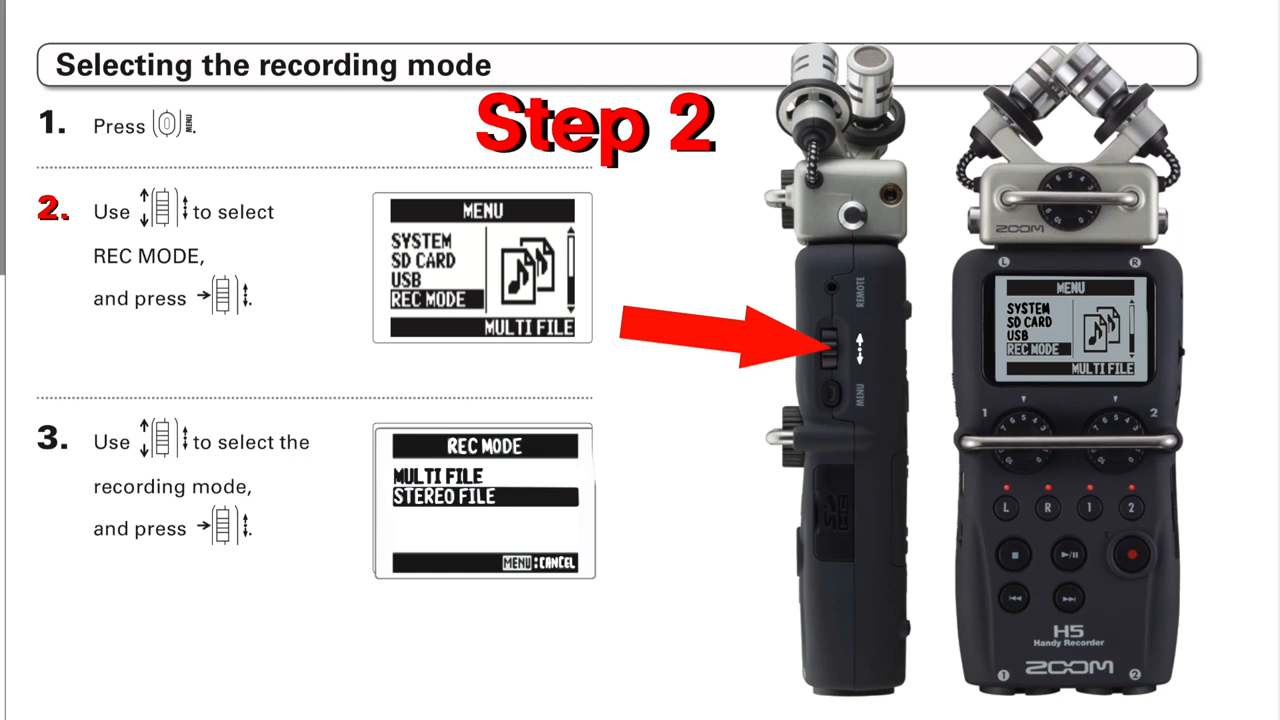 Selecting the recording mode
Step 2
1. Press MENU.
2. Use to select
REC MODE,
and press .
MENU
SYSTEM
SD CARD
USB
REC MODE
MULTI FILE
3. Use to select the
recording mode,
and press .
REC MODE
MULTI FILE
STEREO FILE
MENU:CANCEL
REMOTE
MENU
ZOOM
L R
MENU
SYSTEM
SD CARD
USB
REC MODE
MULTI FILE
1 2
L R 1 2
H5
Handy Recorder
1 ZOOM 2